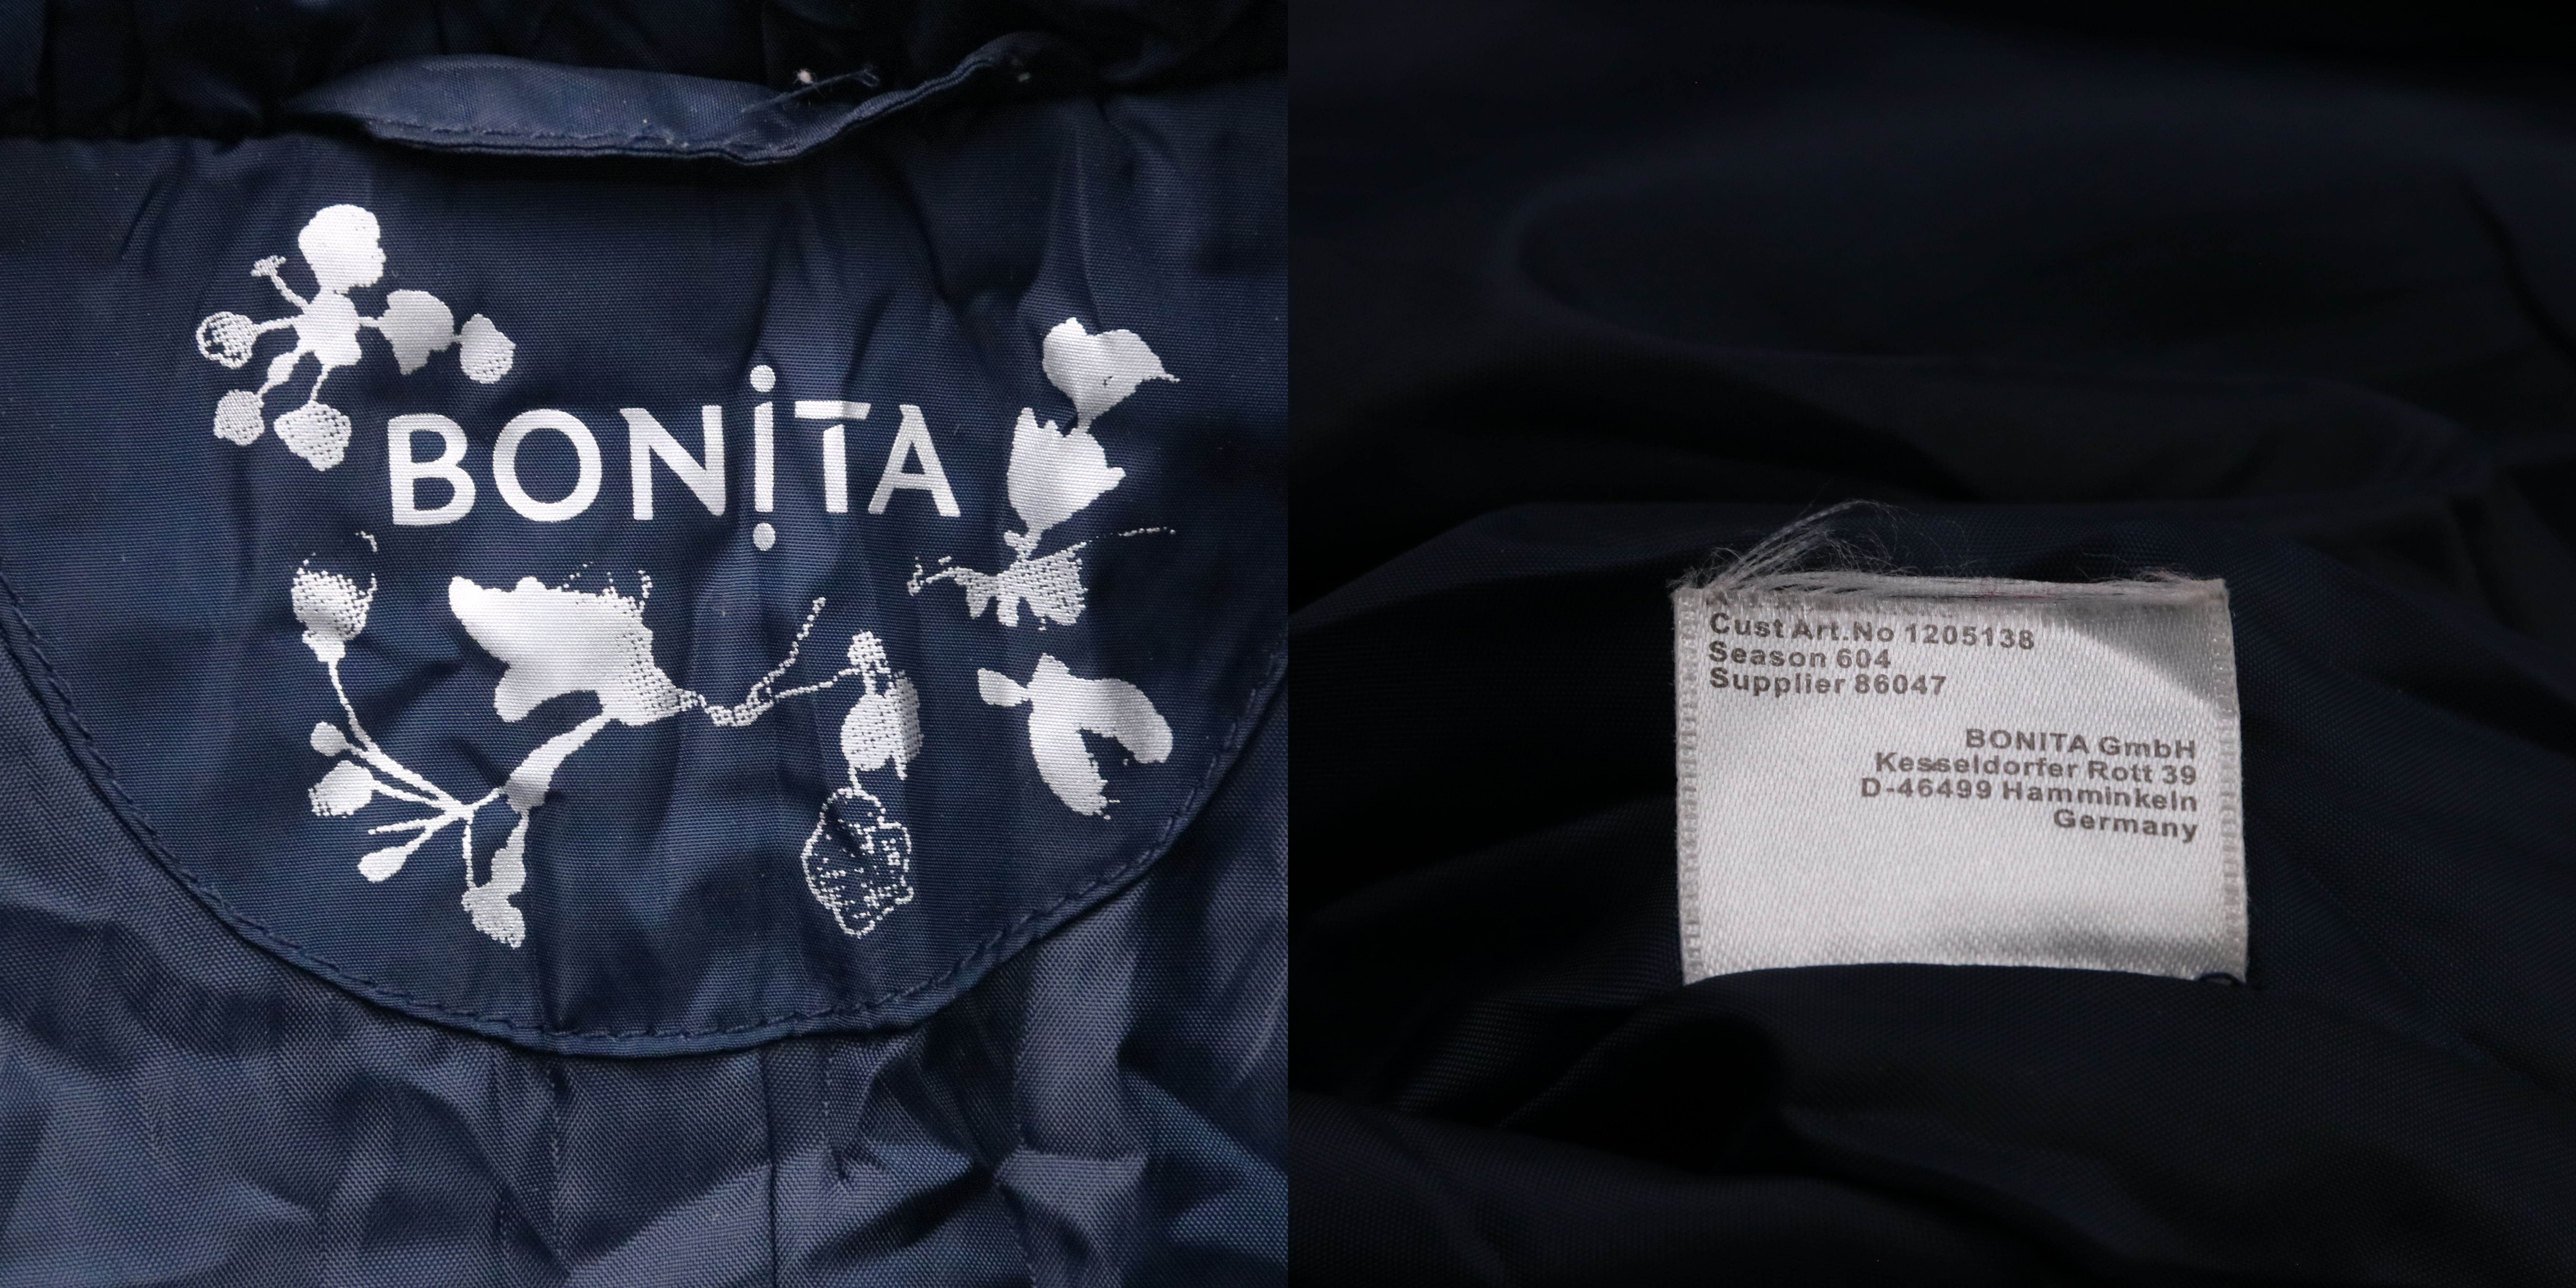 BONiTA
Cust Art.No 1205138
Season 604
Supplier 86047
BONITA GmbH
Kesseldorfer Rott 39
D-46499 Hamminkeln
Germany